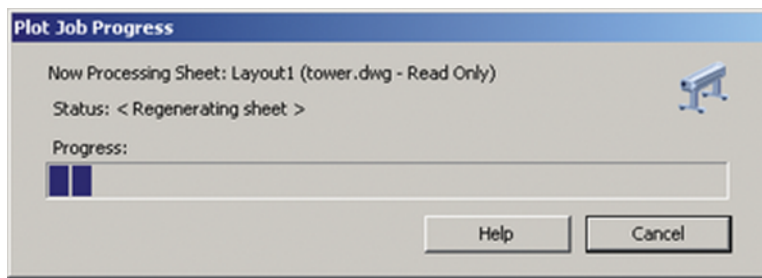 Plot Job Progress
Now Processing Sheet: Layout1 (tower.dwg - Read Only)
Status: < Regenerating sheet >
Progress:
Help Cancel